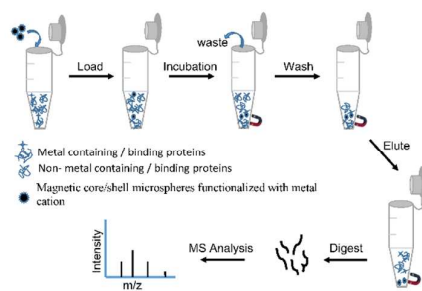 waste
Load
Incubation
Wash
Metal containing / binding proteins
Non- metal containing / binding proteins
Magnetic core/shell microspheres functionalized with metal
cation
Elute
Intensity
m/z
MS Analysis
Digest